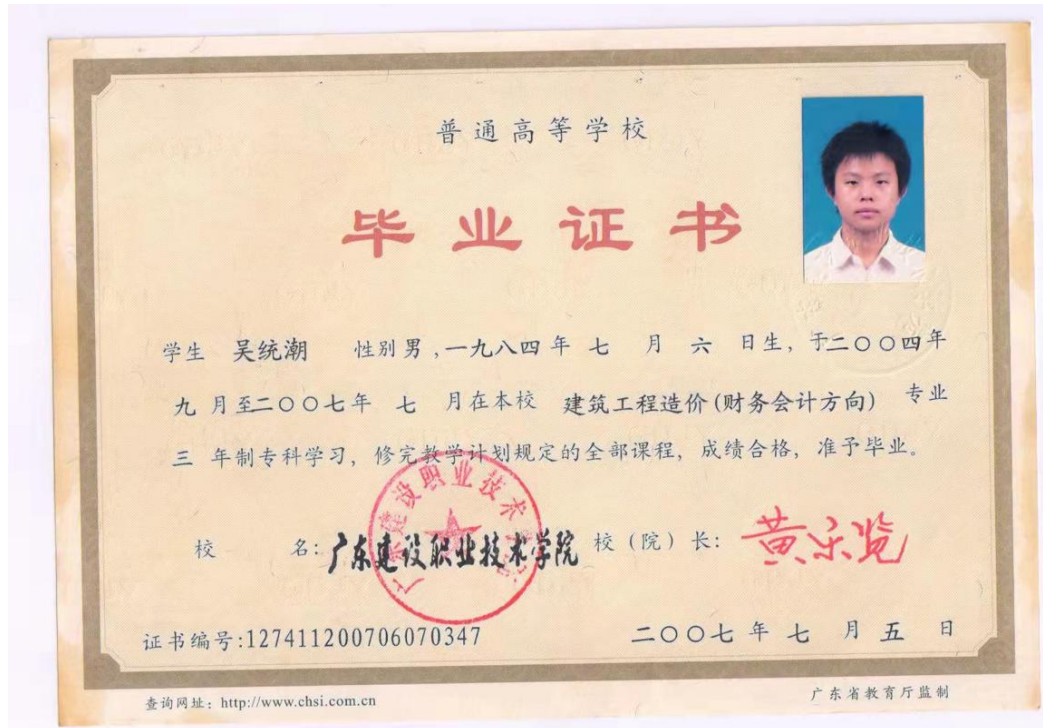 普通高等学校
毕业证书
学生 吴统潮 性别 男 ,一九八四 年 七 月 六 日生，于二〇〇四年
九 月至二〇〇七年 七 月在本校 建筑工程造价(财务会计方向) 专业
三 年制专科学习，修完教学计划规定的全部课程，成绩合格，准予毕业。
校 名：广东建设职业技术学院 校（院）长：黄乐览
证书编号:127411200706070347 二〇〇七 年 七 月 五 日
查询网址：http://www.chsi.com.cn 广东省教育厅监制